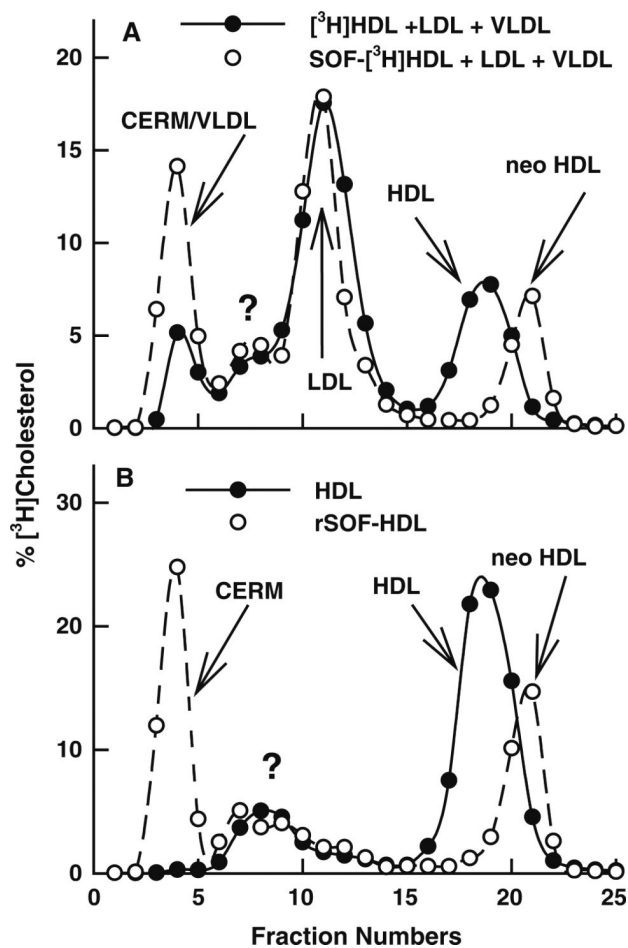 A
[³H]HDL +LDL + VLDL
SOF-[³H]HDL + LDL + VLDL
20
CERM/VLDL
15
neo HDL
HDL
10
?
5
LDL
0
% [³H]Cholesterol
B
HDL
30
rSOF-HDL
neo HDL
CERM
HDL
20
?
10
0
0 5 10 15 20 25
Fraction Numbers